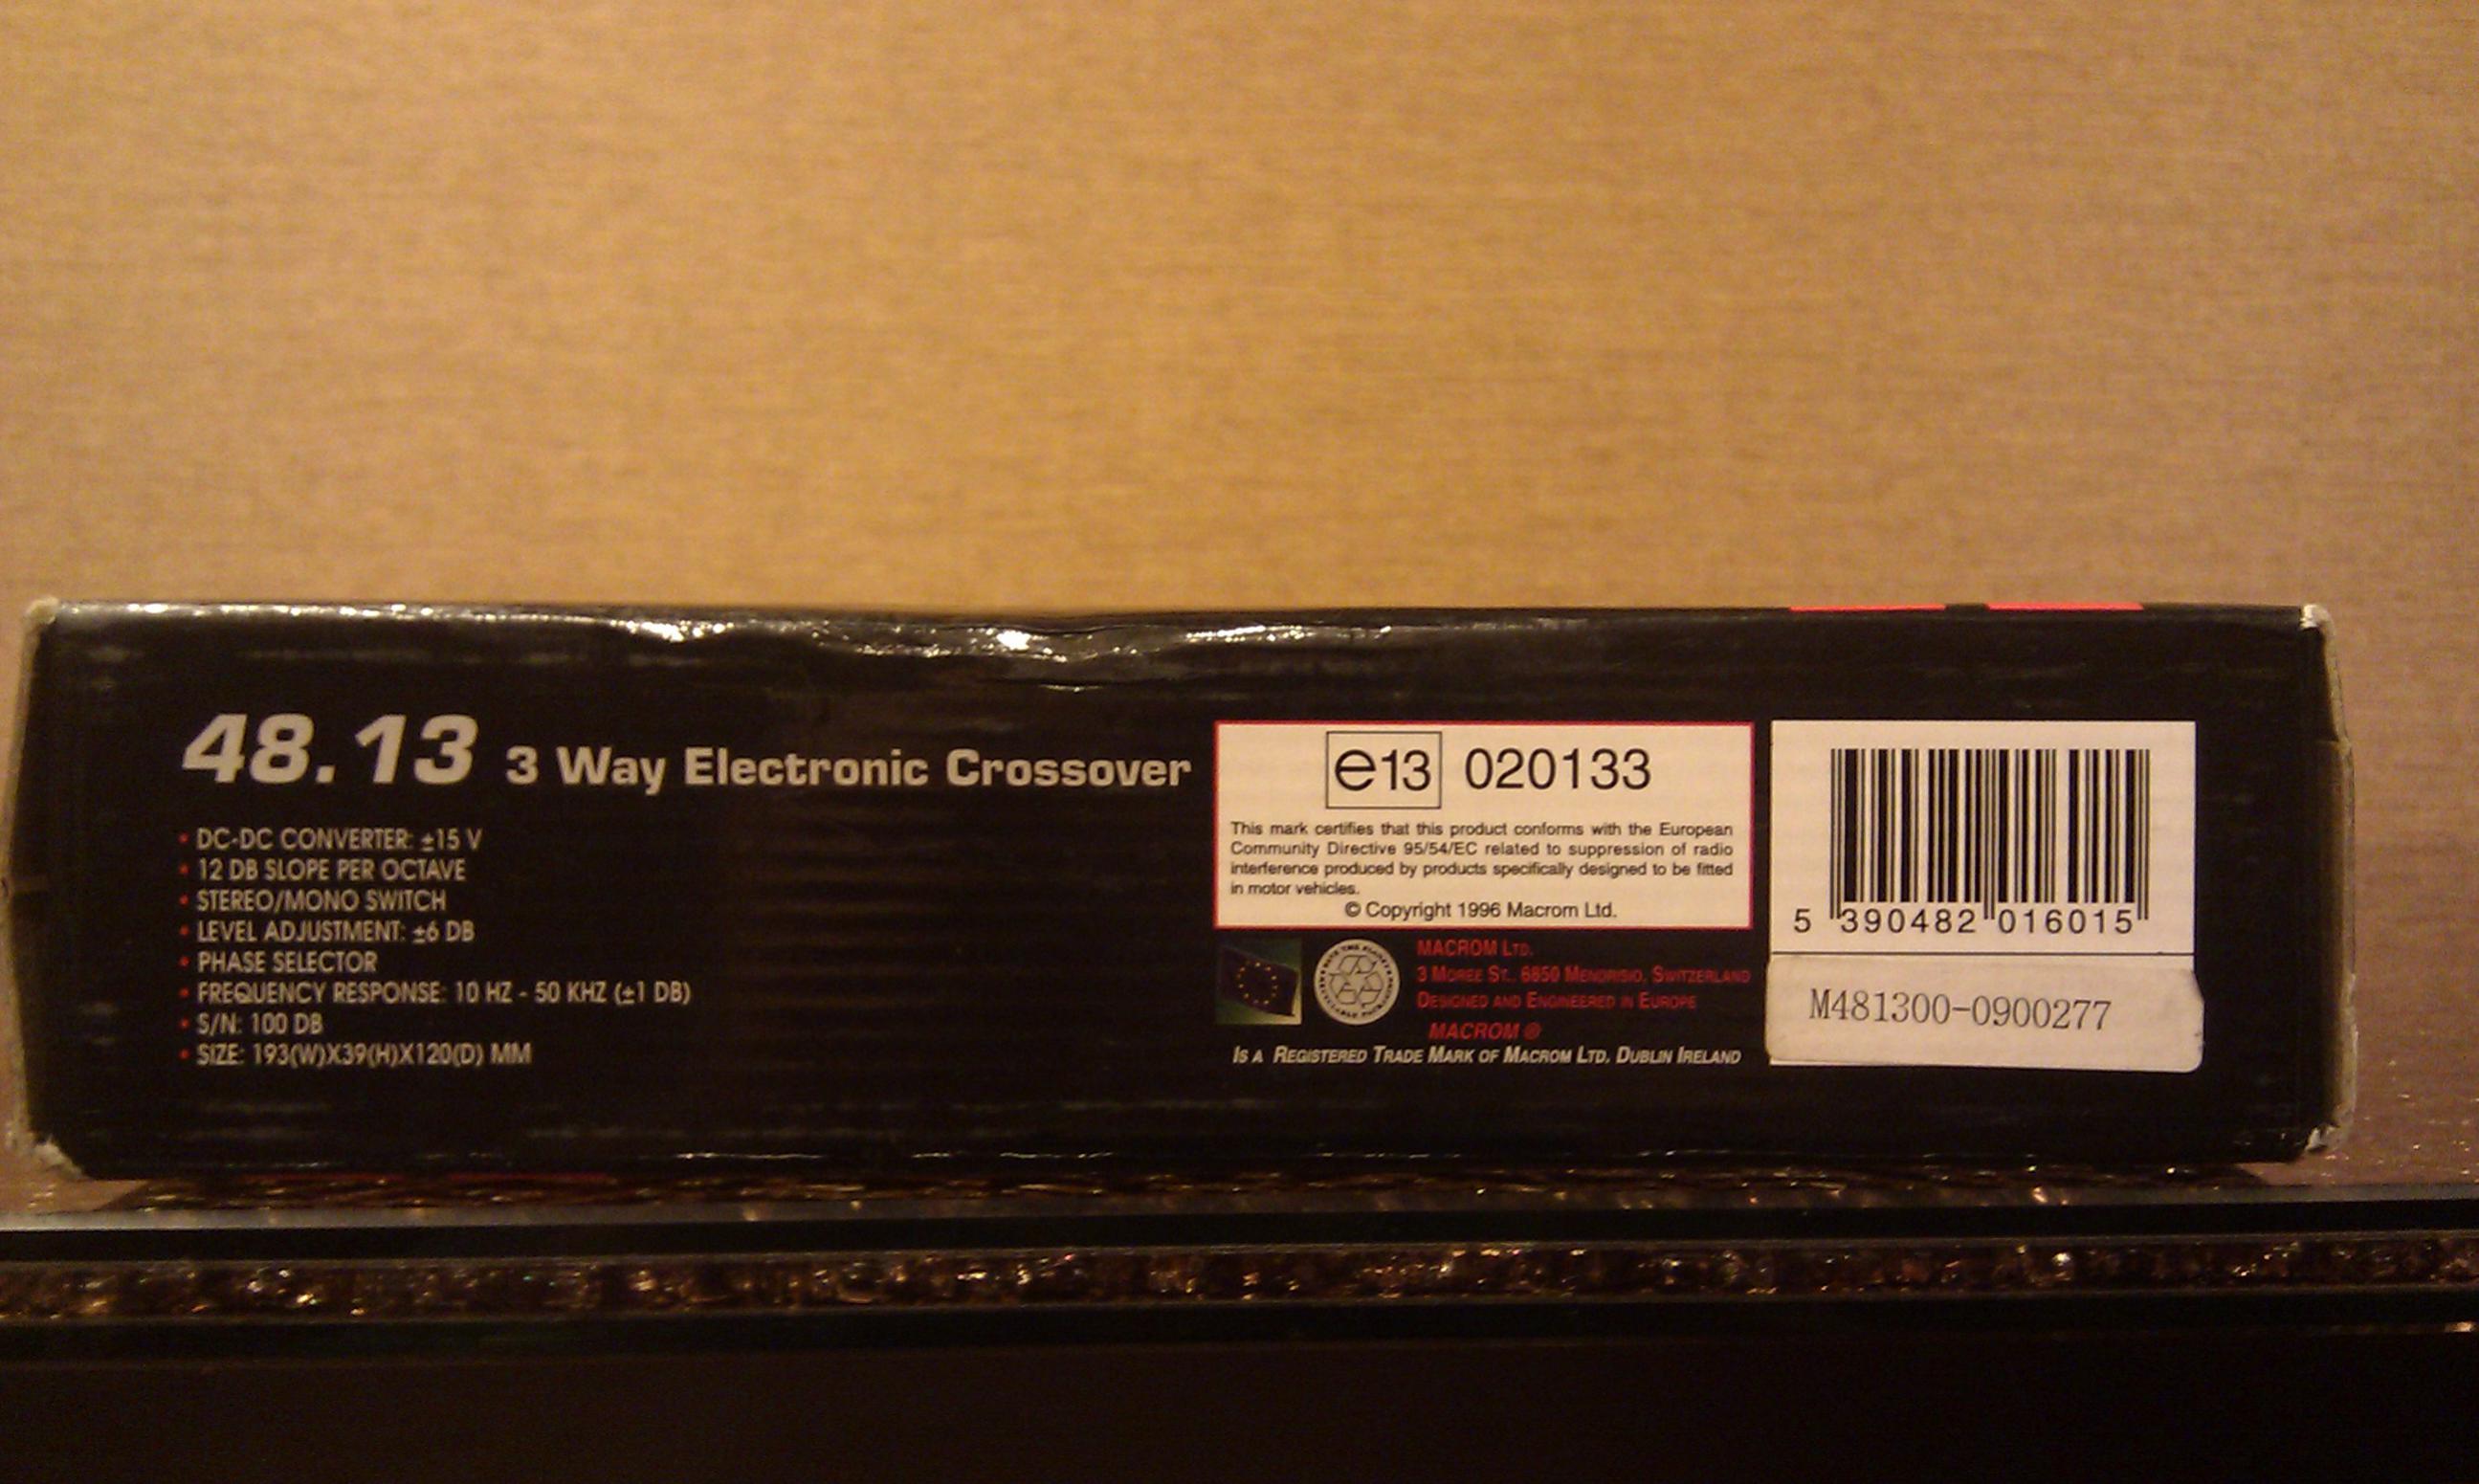 48.13 3 Way Electronic Crossover
• DC-DC CONVERTER: ±15 V
• 12 DB SLOPE PER OCTAVE
• STEREO/MONO SWITCH
• LEVEL ADJUSTMENT: ±6 DB
• PHASE SELECTOR
• FREQUENCY RESPONSE: 10 HZ - 50 KHZ (±1 DB)
• S/N: 100 DB
• SIZE: 193(W)X39(H)X120(D) MM
e13 020133
This mark certifies that this product conforms with the European
Community Directive 95/54/EC related to suppression of radio
interference produced by products specifically designed to be fitted
in motor vehicles.
© Copyright 1996 Macrom Ltd.
MACROM LTD.
3 MOREE ST., 6850 MENDRISIO, SWITZERLAND
DESIGNED AND ENGINEERED IN EUROPE
MACROM ®
IS A REGISTERED TRADE MARK OF MACROM LTD. DUBLIN IRELAND
5 390482 016015
M481300-0900277